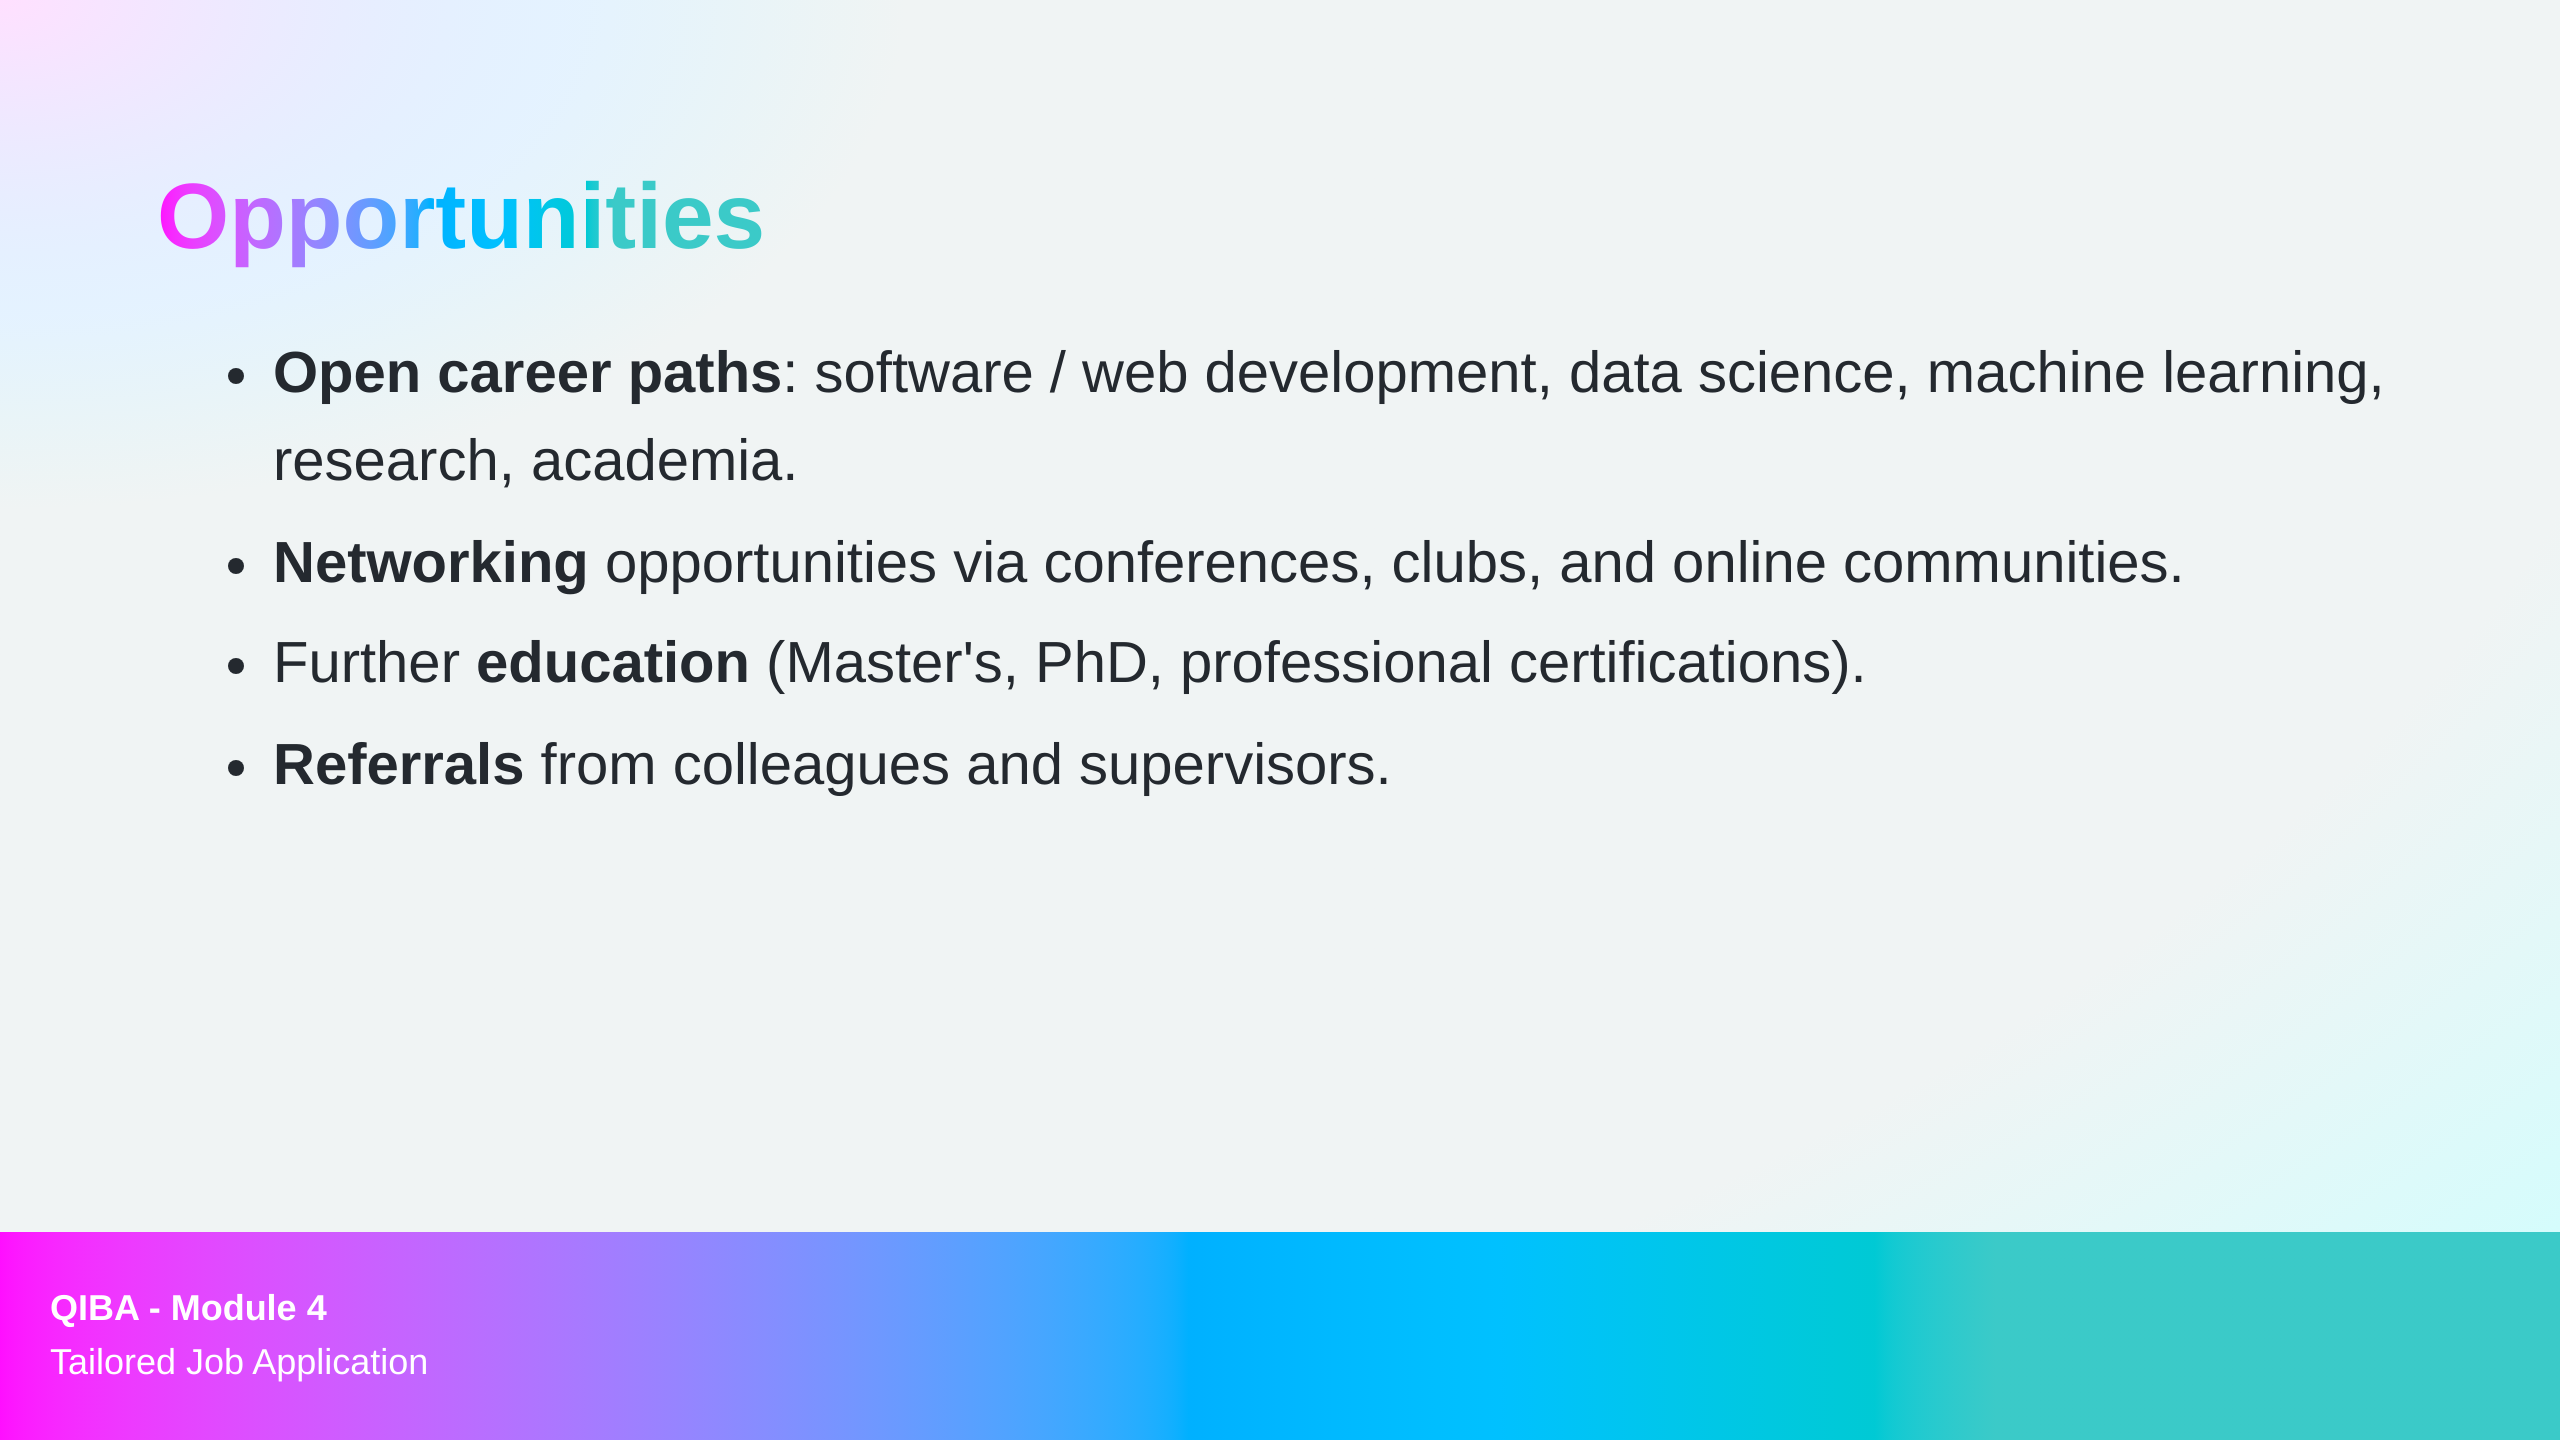 Opportunities
• Open career paths: software / web development, data science, machine learning,
research, academia.
• Networking opportunities via conferences, clubs, and online communities.
• Further education (Master's, PhD, professional certifications).
• Referrals from colleagues and supervisors.
QIBA - Module 4
Tailored Job Application